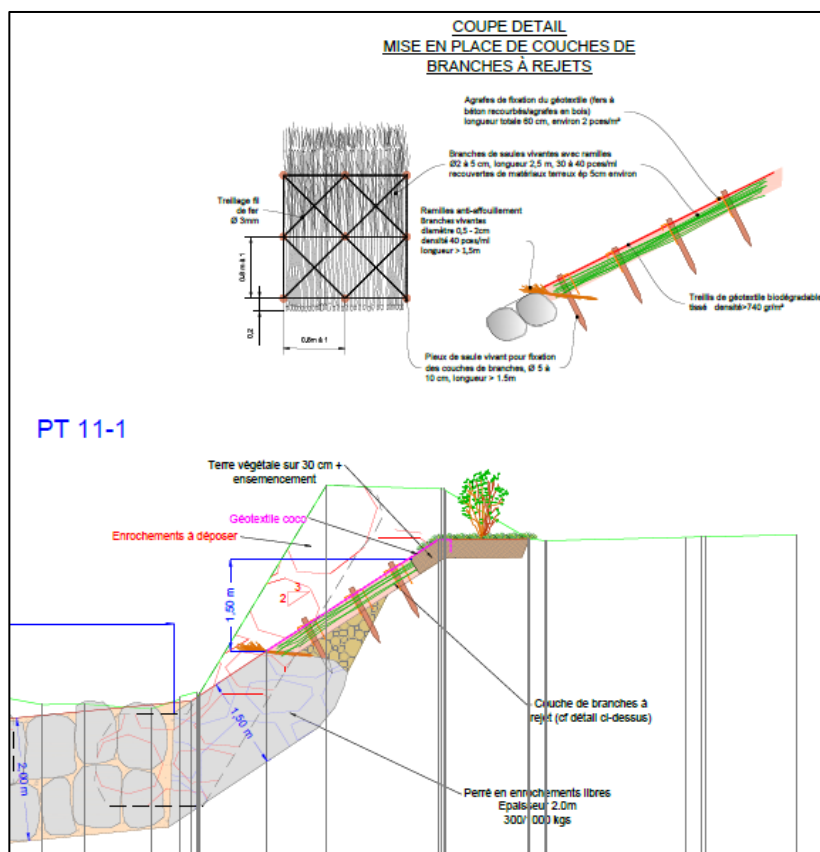 COUPE DETAIL
MISE EN PLACE DE COUCHES DE
BRANCHES À REJETS
Agrafes de fixation du géotextile (fers à
béton recourbés/agrafes en bois)
longueur totale 60 cm, environ 2 pces/m²
Branches de saules vivantes avec ramilles
Ø2 à 5 cm, longueur 2,5 m, 30 à 40 pces/ml
recouvertes de matériaux terreux ép 5cm environ
Treillage fil
de fer
Ø 3mm
Ramilles anti-affouillement
Branches vivantes
diamètre 0,5 - 2cm
densité 40 pces/ml
longueur > 1,5m
0,8m à 1
0,2
0,8m à 1
Treillis de géotextile biodégradable
tissé densité>740 gr/m²
Pieux de saule vivant pour fixation
des couches de branches, Ø 5 à
10 cm, longueur > 1.5m
PT 11-1
Terre végétale sur 30 cm +
ensemencement
Géotextile coco
Enrochements à déposer
1,50 m
3
2
1,50 m
2,00 m
Couche de branches à
rejet (cf détail ci-dessus)
Perré en enrochements libres
Epaisseur 2.0m
300/1000 kgs